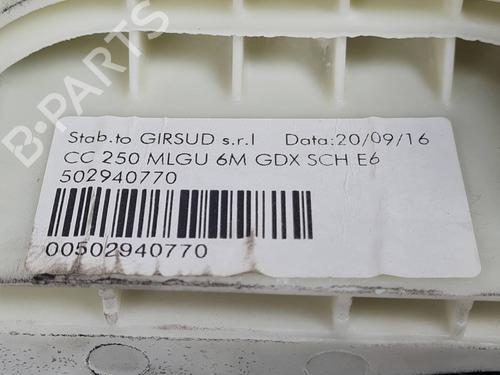 B-PARTS
Stab.to GIRSUD s.r.l Data:20/09/16
CC 250 MLGU 6M GDX SCH E6
502940770
00502940770